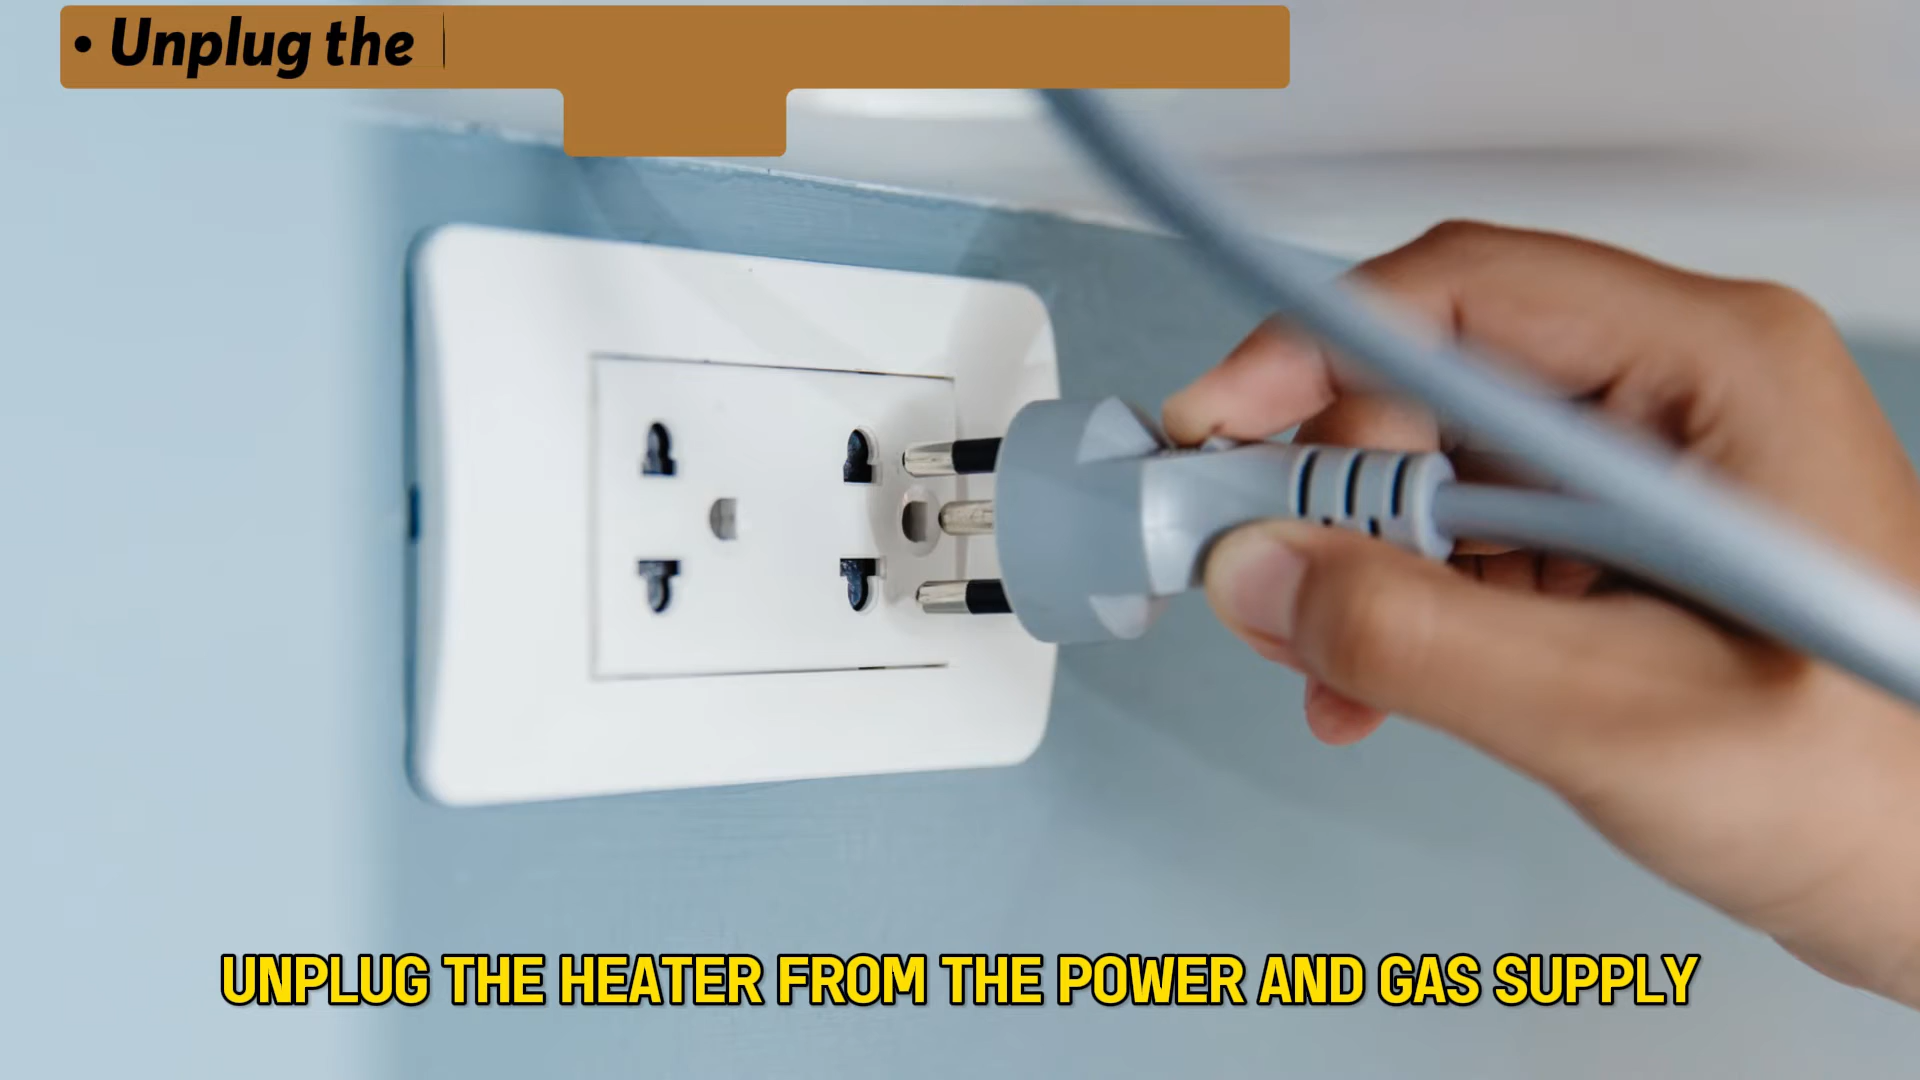 • Unplug the
UNPLUG THE HEATER FROM THE POWER AND GAS SUPPLY